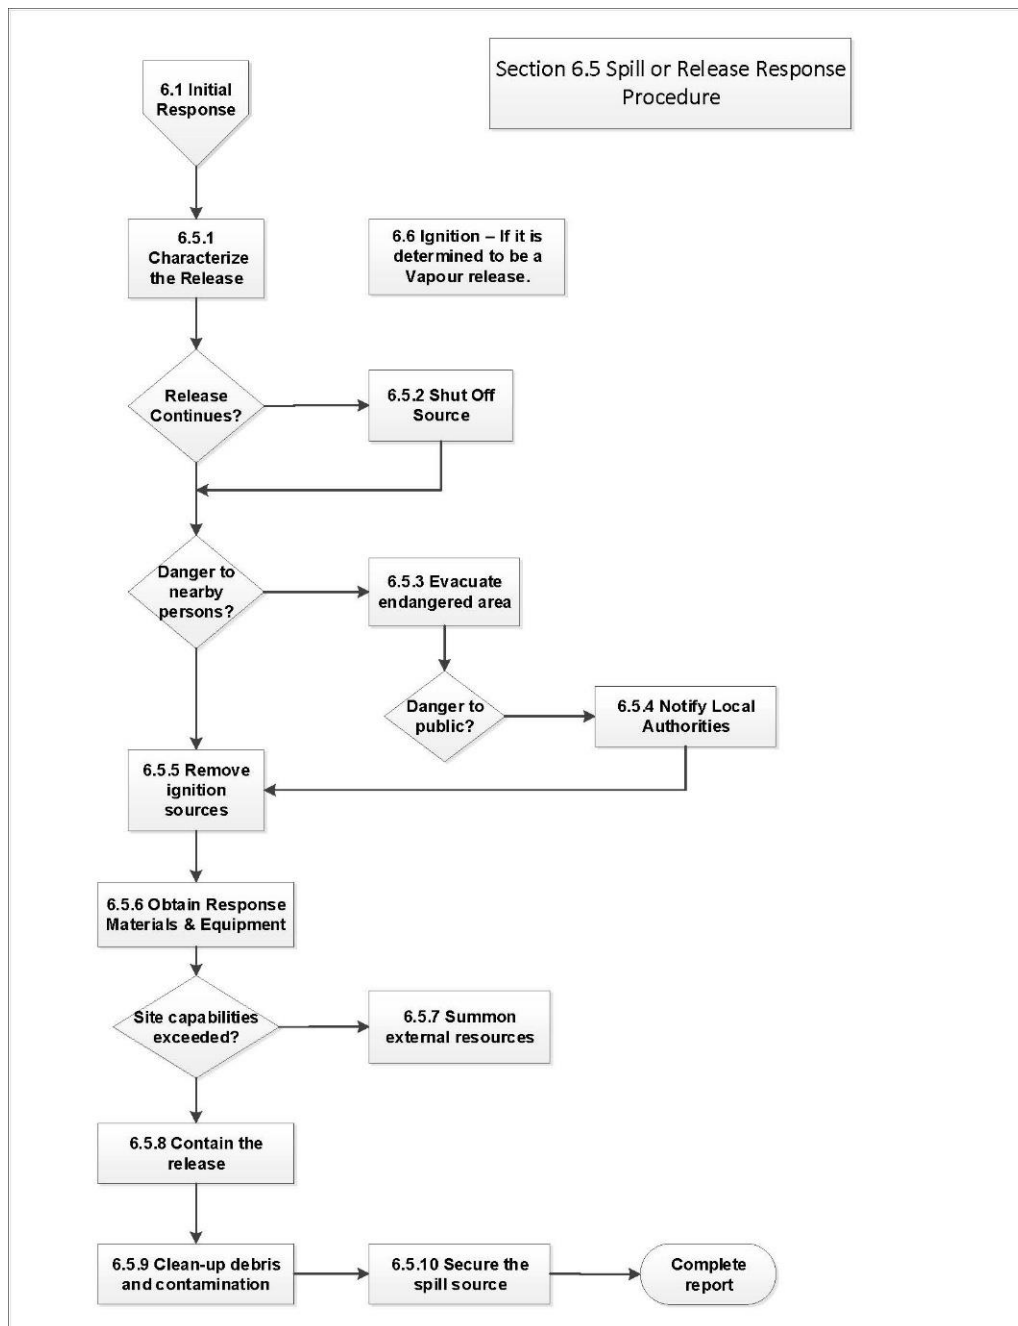 Section 6.5 Spill or Release Response
Procedure
6.1 Initial
Response
6.5.1
Characterize
the Release
6.6 Ignition – If it is
determined to be a
Vapour release.
Release
Continues?
6.5.2 Shut Off
Source
Danger to
nearby
persons?
6.5.3 Evacuate
endangered area
Danger to
public?
6.5.4 Notify Local
Authorities
6.5.5 Remove
ignition
sources
6.5.6 Obtain Response
Materials & Equipment
Site capabilities
exceeded?
6.5.7 Summon
external resources
6.5.8 Contain the
release
6.5.9 Clean-up debris
and contamination
6.5.10 Secure the
spill source
Complete
report